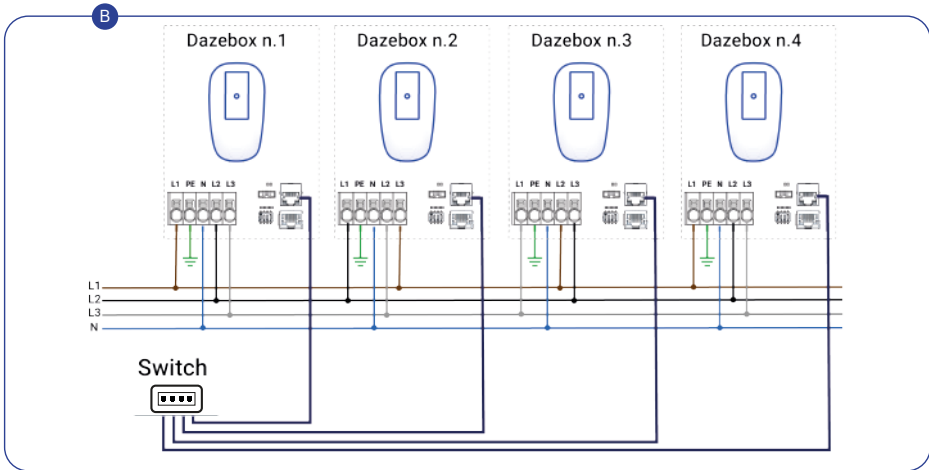 B
Dazebox n.1
Dazebox n.2
Dazebox n.3
Dazebox n.4
L1 PE N L2 L3
L1 PE N L2 L3
L1 PE N L2 L3
L1 PE N L2 L3
L1
L2
L3
N
Switch